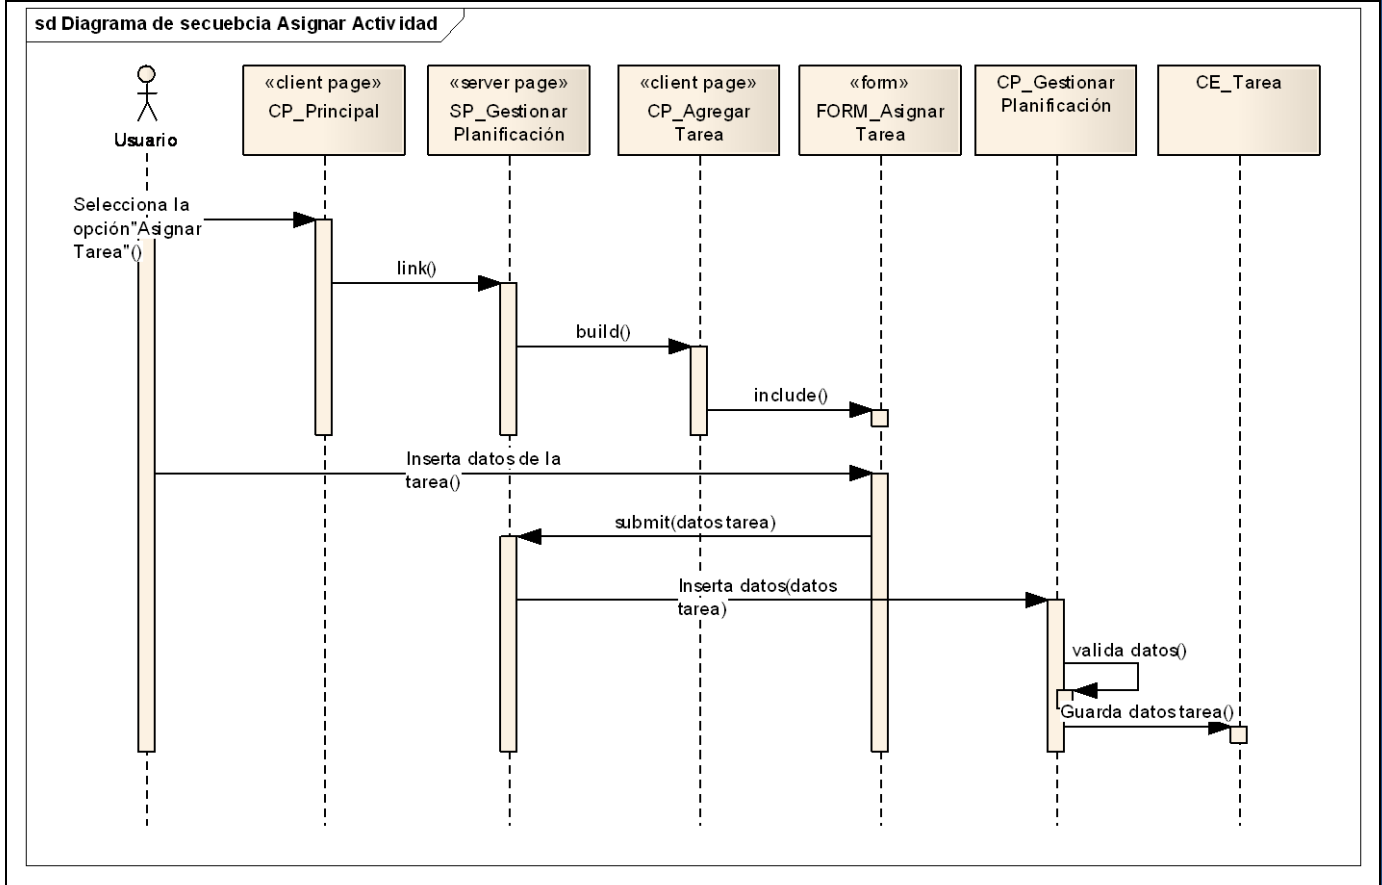 sd Diagrama de secuebcia Asignar Actividad
Usuario
«client page»
CP_Principal
«server page»
SP_Gestionar
Planificación
«client page»
CP_Agregar
Tarea
«form»
FORM_Asignar
Tarea
CP_Gestionar
Planificación
CE_Tarea
Selecciona la
opción"Asignar
Tarea"()
link()
build()
include()
Inserta datos de la
tarea()
submit(datos tarea)
Inserta datos(datos
tarea)
valida datos()
Guarda datos tarea()